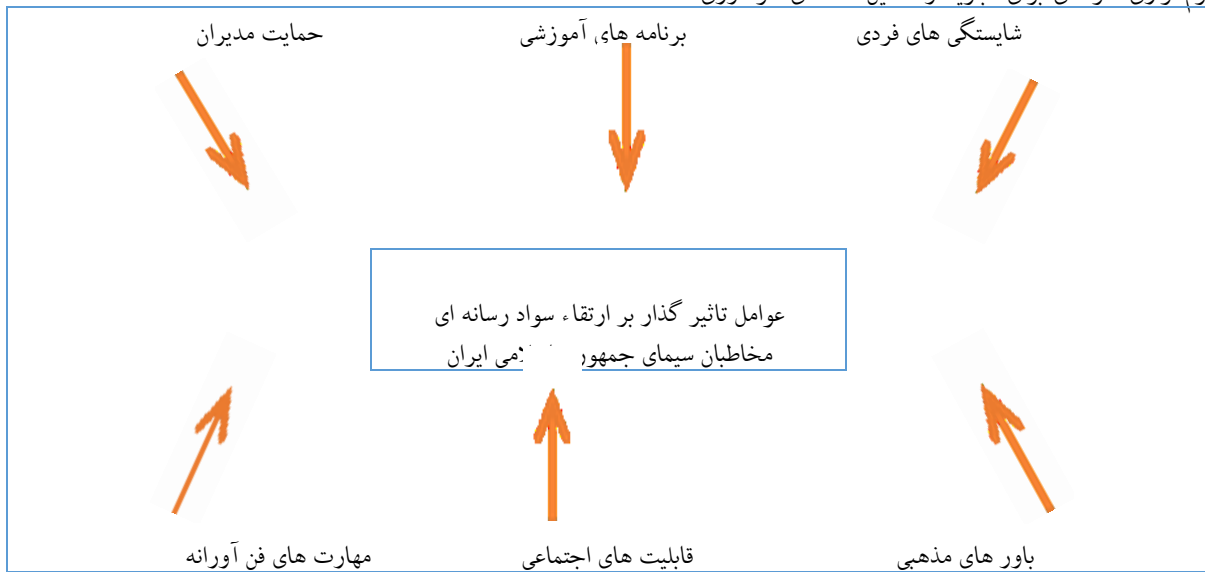 شایستگی های فردی
برنامه های آموزشی
حمایت مدیران
عوامل تاثیر گذار بر ارتقاء سواد رسانه ای
مخاطبان سیمای ایران
باور های مذهبی
قابلیت های اجتماعی
مهارت های فن آورانه